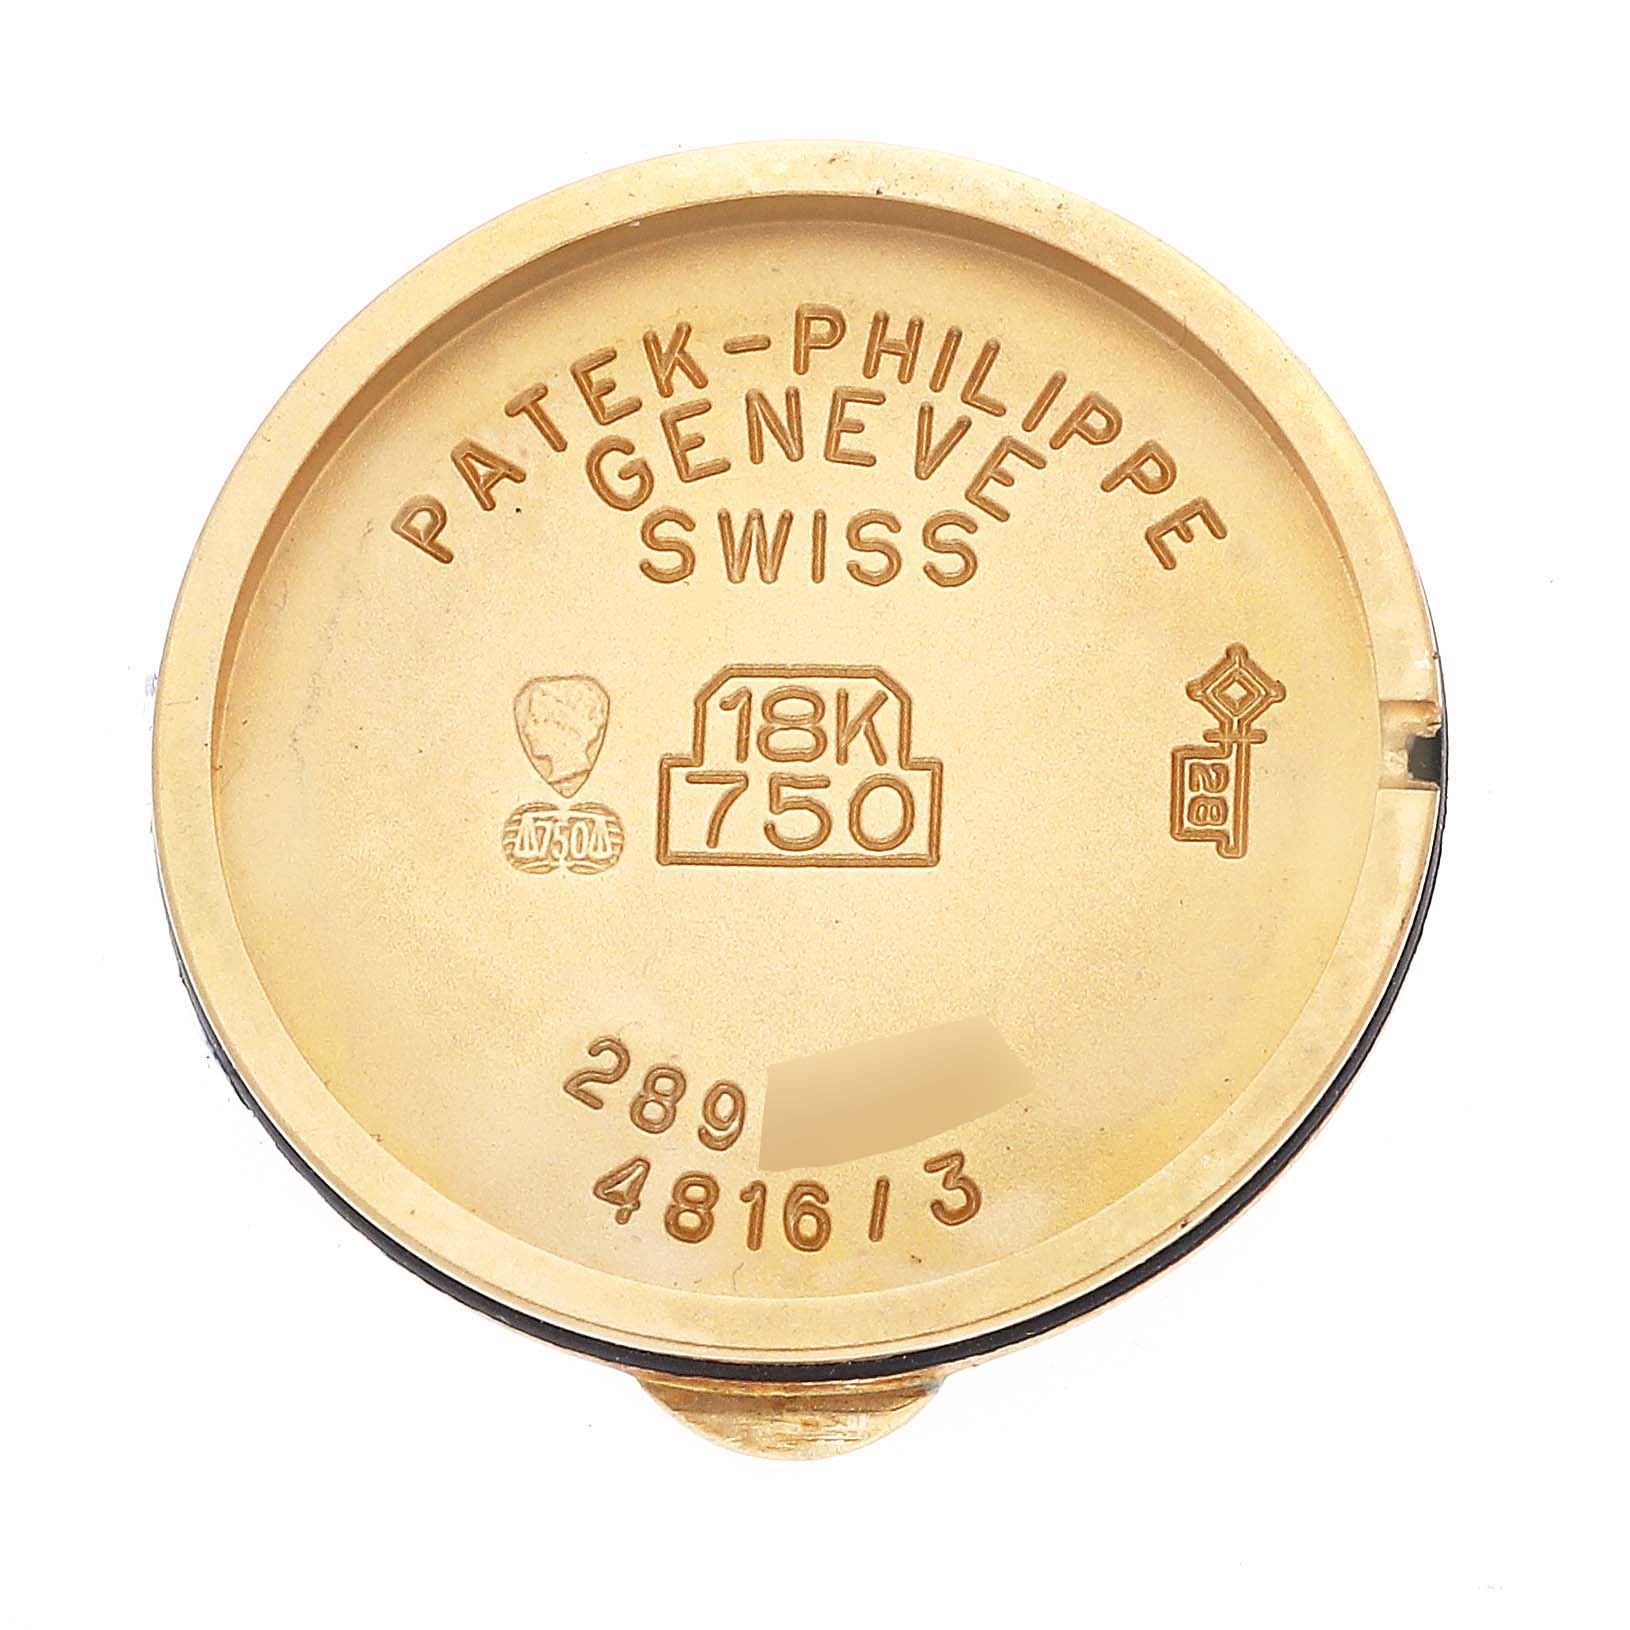 PATEK-PHILIPPE
GENEVE
SWISS
18K
750
750
28
289
4816/3